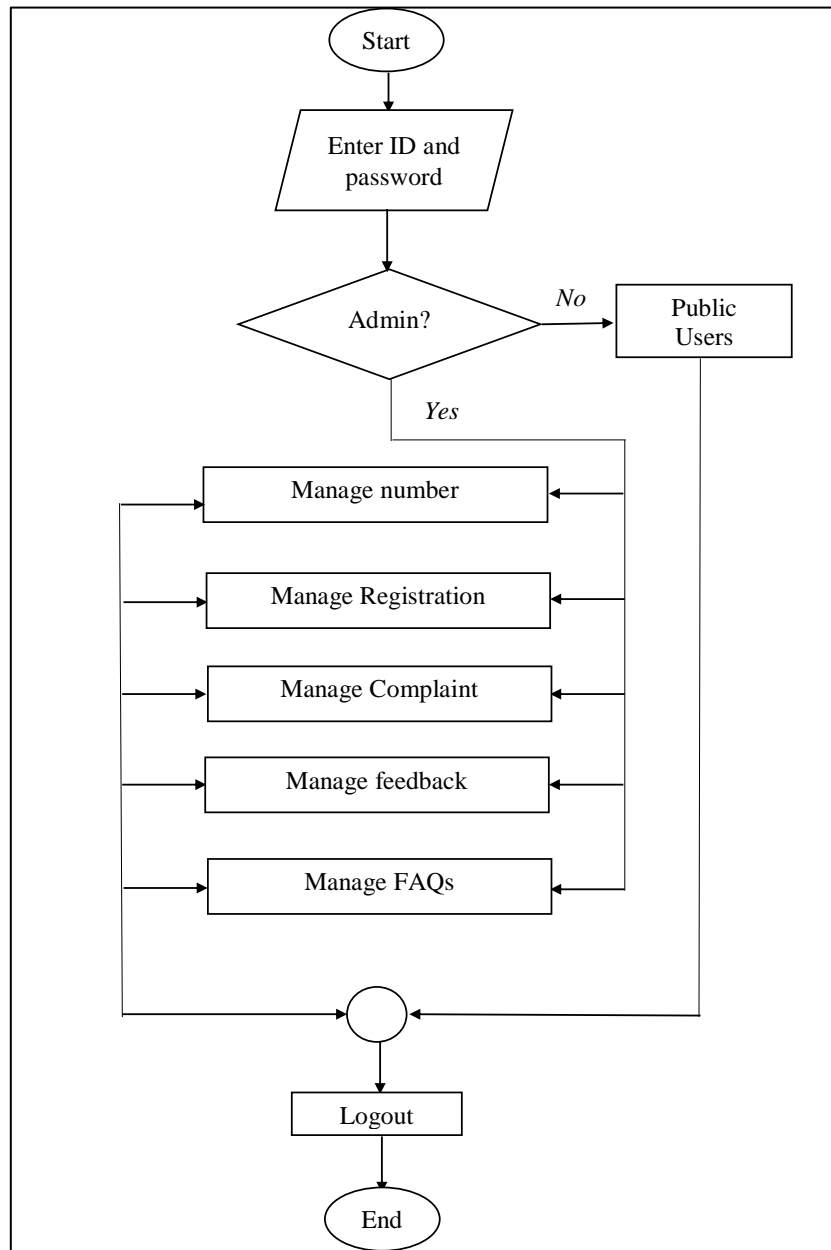 Start
Enter ID and
password
Admin?
No
Public
Users
Yes
Manage number
Manage Registration
Manage Complaint
Manage feedback
Manage FAQs
Logout
End